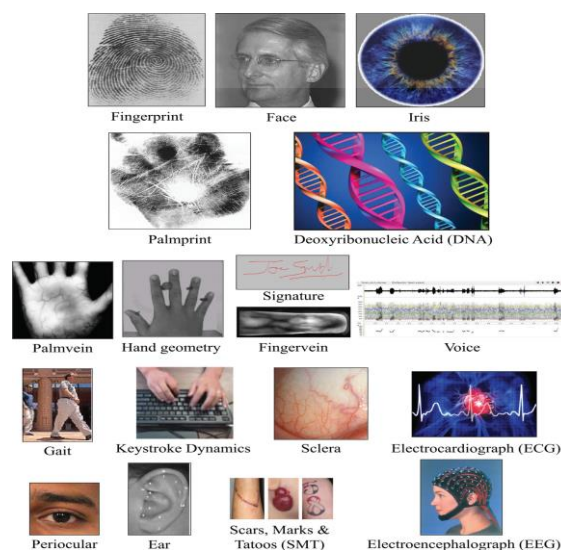 Fingerprint
Face
Iris
Palmprint
Deoxyribonucleic Acid (DNA)
Signature
Palmvein
Hand geometry
Fingervein
Voice
Gait
Keystroke Dynamics
Sclera
Electrocardiograph (ECG)
Periocular
Ear
Scars, Marks &
Tatoos (SMT)
Electroencephalograph (EEG)